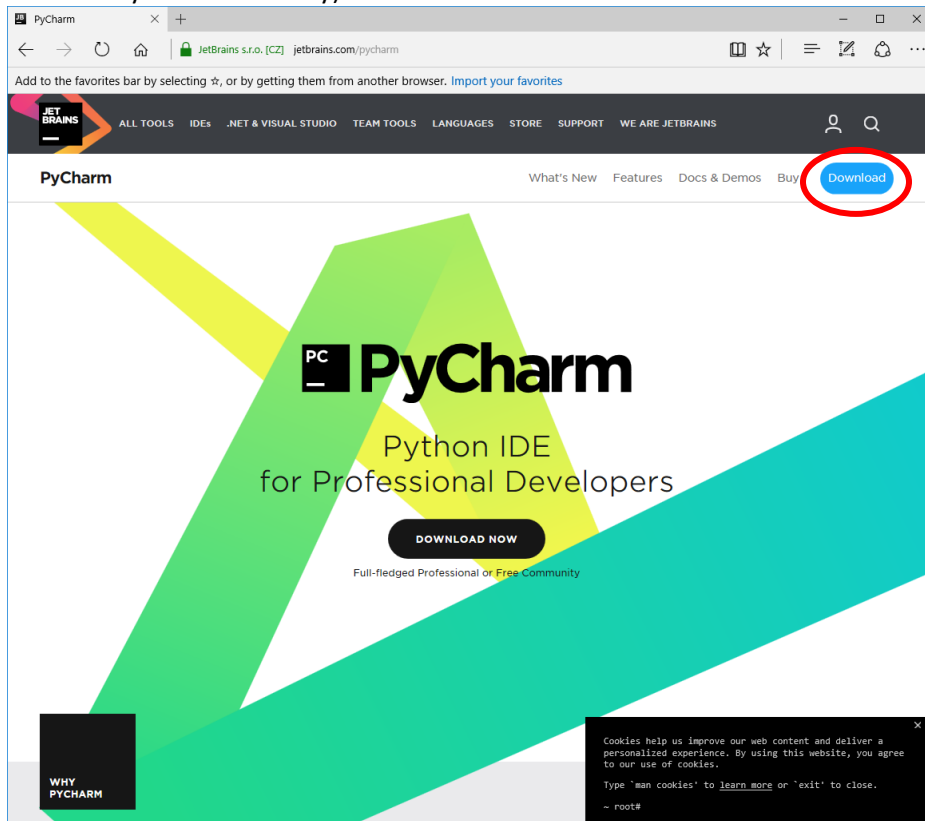 PyCharm
JetBrains s.r.o. [CZ] jetbrains.com/pycharm
Add to the favorites bar by selecting ☆, or by getting them from another browser. Import your favorites
JET
BRAINS
ALL TOOLS IDEs .NET & VISUAL STUDIO TEAM TOOLS LANGUAGES STORE SUPPORT WE ARE JETBRAINS
PyCharm What's New Features Docs & Demos Buy Download
PC
PyCharm
Python IDE
for Professional Developers
DOWNLOAD NOW
Full-fledged Professional or Free Community
WHY
PYCHARM
Cookies help us improve our web content and deliver a
personalized experience. By using this website, you agree
to our use of cookies.
Type `man cookies' to learn more or `exit' to close.
~ root#